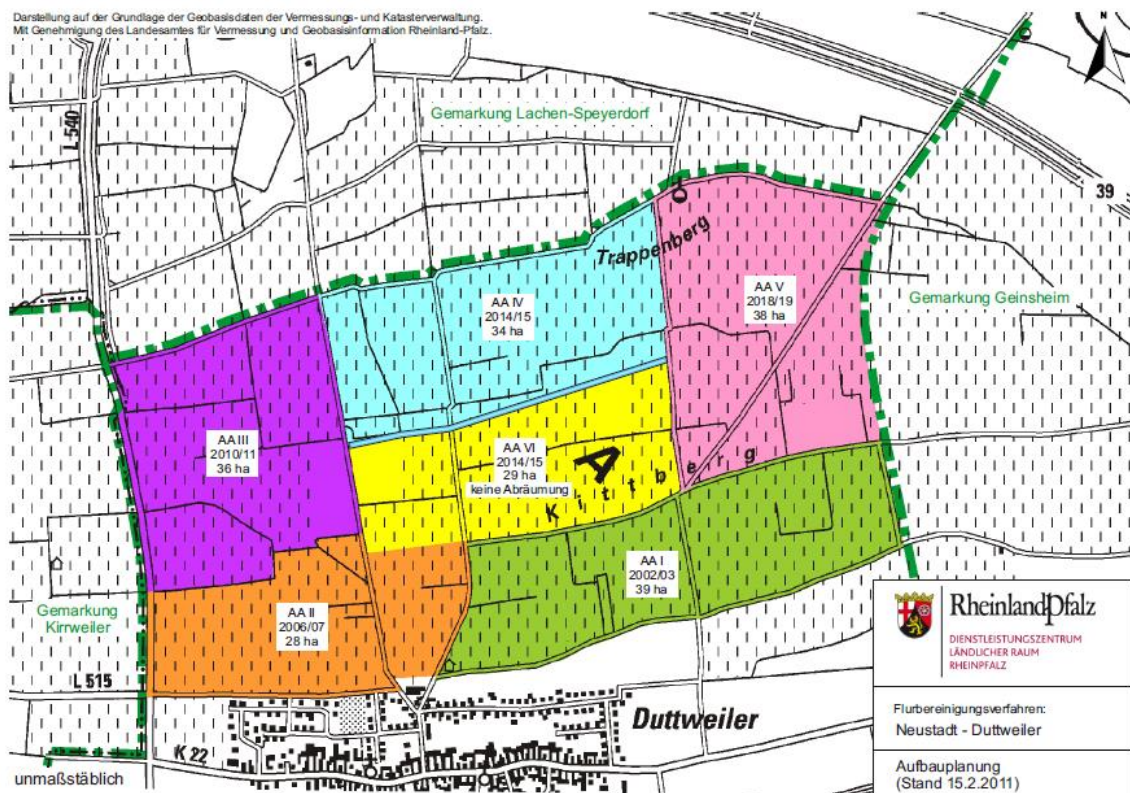 Darstellung auf der Grundlage der Geobasisdaten der Vermessungs- und Katasterverwaltung.
Mit Genehmigung des Landesamtes für Vermessung und Geobasisinformation Rheinland-Pfalz.
N
L 540
Gemarkung Lachen-Speyerdorf
39
Trappenberg
AA IV
2014/15
34 ha
AA V
2018/19
38 ha
Gemarkung Geinsheim
AA III
2010/11
36 ha
AA VI
2014/15
29 ha
keine Abräumung
A
Kittberg
AA I
2002/03
39 ha
AA II
2006/07
28 ha
Gemarkung
Kirrweiler
L 515
Duttweiler
K 22
unmaßstäblich
RheinlandPfalz
DIENSTLEISTUNGSZENTRUM
LÄNDLICHER RAUM
RHEINPFALZ
Flurbereinigungsverfahren:
Neustadt - Duttweiler
Aufbauplanung
(Stand 15.2.2011)